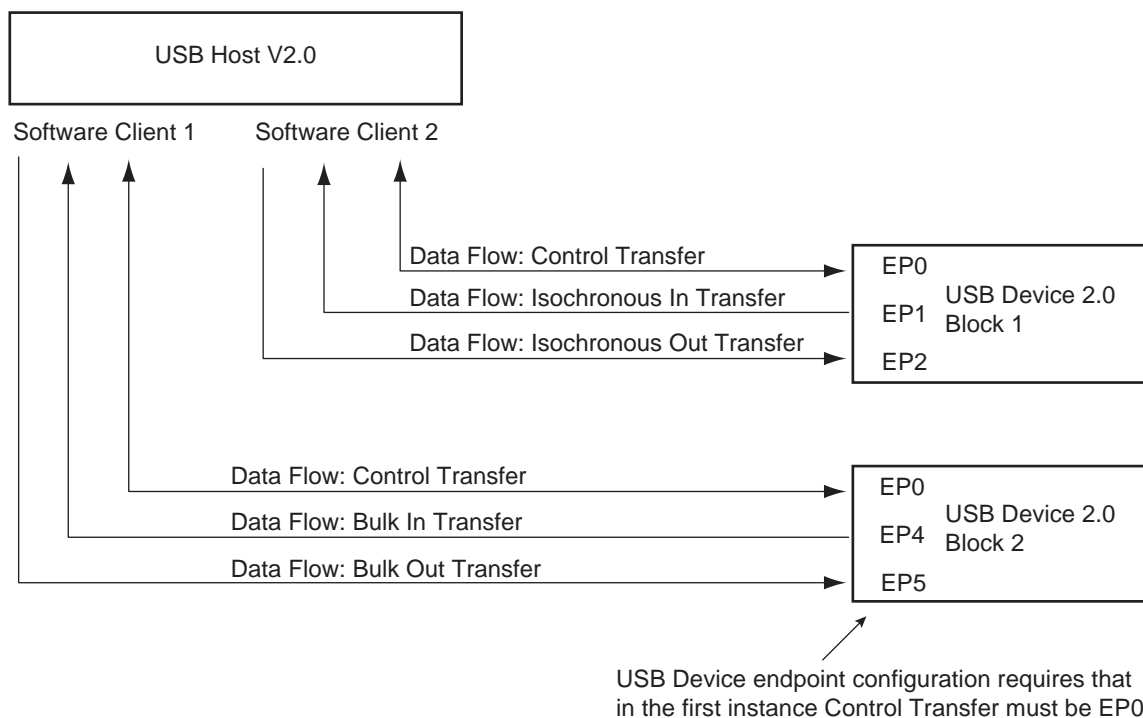 USB Host V2.0
Software Client 1
Software Client 2
Data Flow: Control Transfer
Data Flow: Isochronous In Transfer
Data Flow: Isochronous Out Transfer
EP0
EP1
EP2
USB Device 2.0
Block 1
Data Flow: Control Transfer
Data Flow: Bulk In Transfer
Data Flow: Bulk Out Transfer
EP0
EP4
EP5
USB Device 2.0
Block 2
USB Device endpoint configuration requires that
in the first instance Control Transfer must be EP0